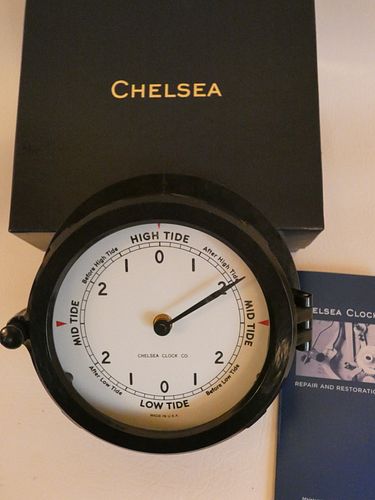 CHELSEA
HIGH TIDE
Before High Tide
After High Tide
1 0 1
2 2
MID TIDE
MID TIDE
CHELSEA CLOCK CO.
2 2
After Low Tide
Before Low Tide
1 0 1
LOW TIDE
MADE IN U.S.A.
ELSEA CLOCK
REPAIR AND RESTORATIO